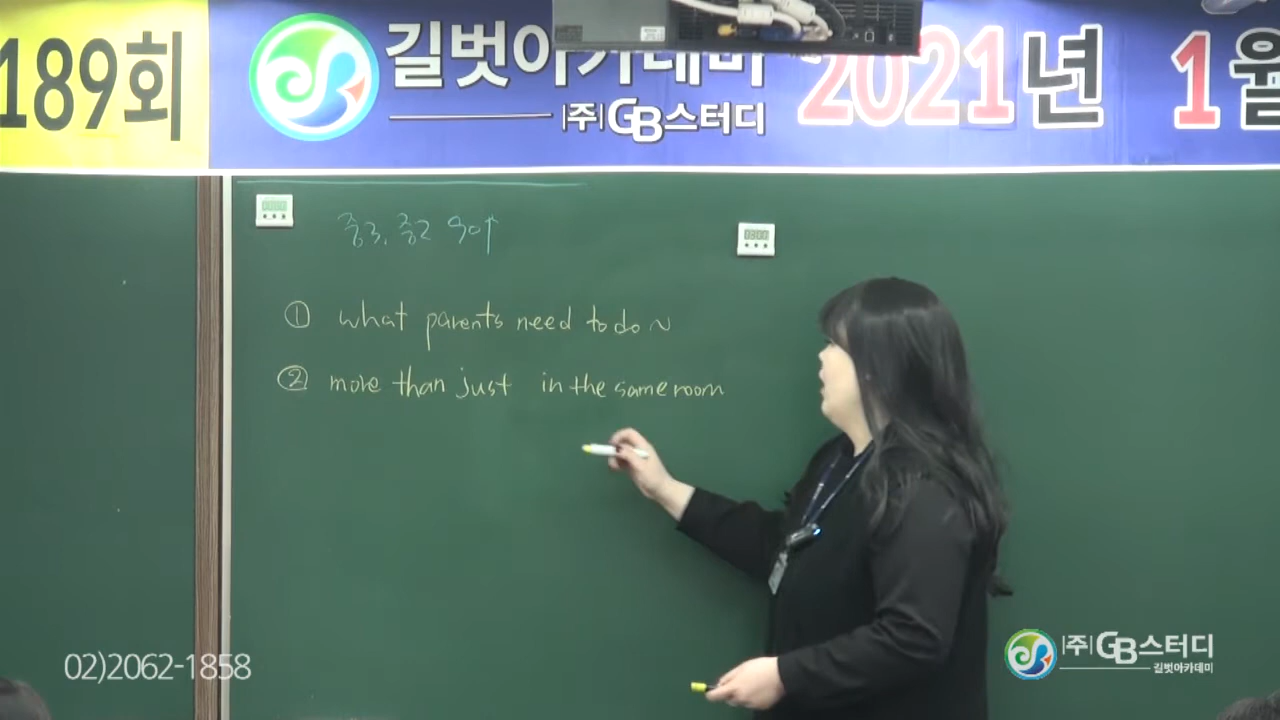 189회
길벗아카데미
|주|GB스터디
2021년 1월
중3, 중2 90↑
① what parents need to do ~
② more than just in the same room
02)2062-1858
|주|GB스터디
길벗아카데미